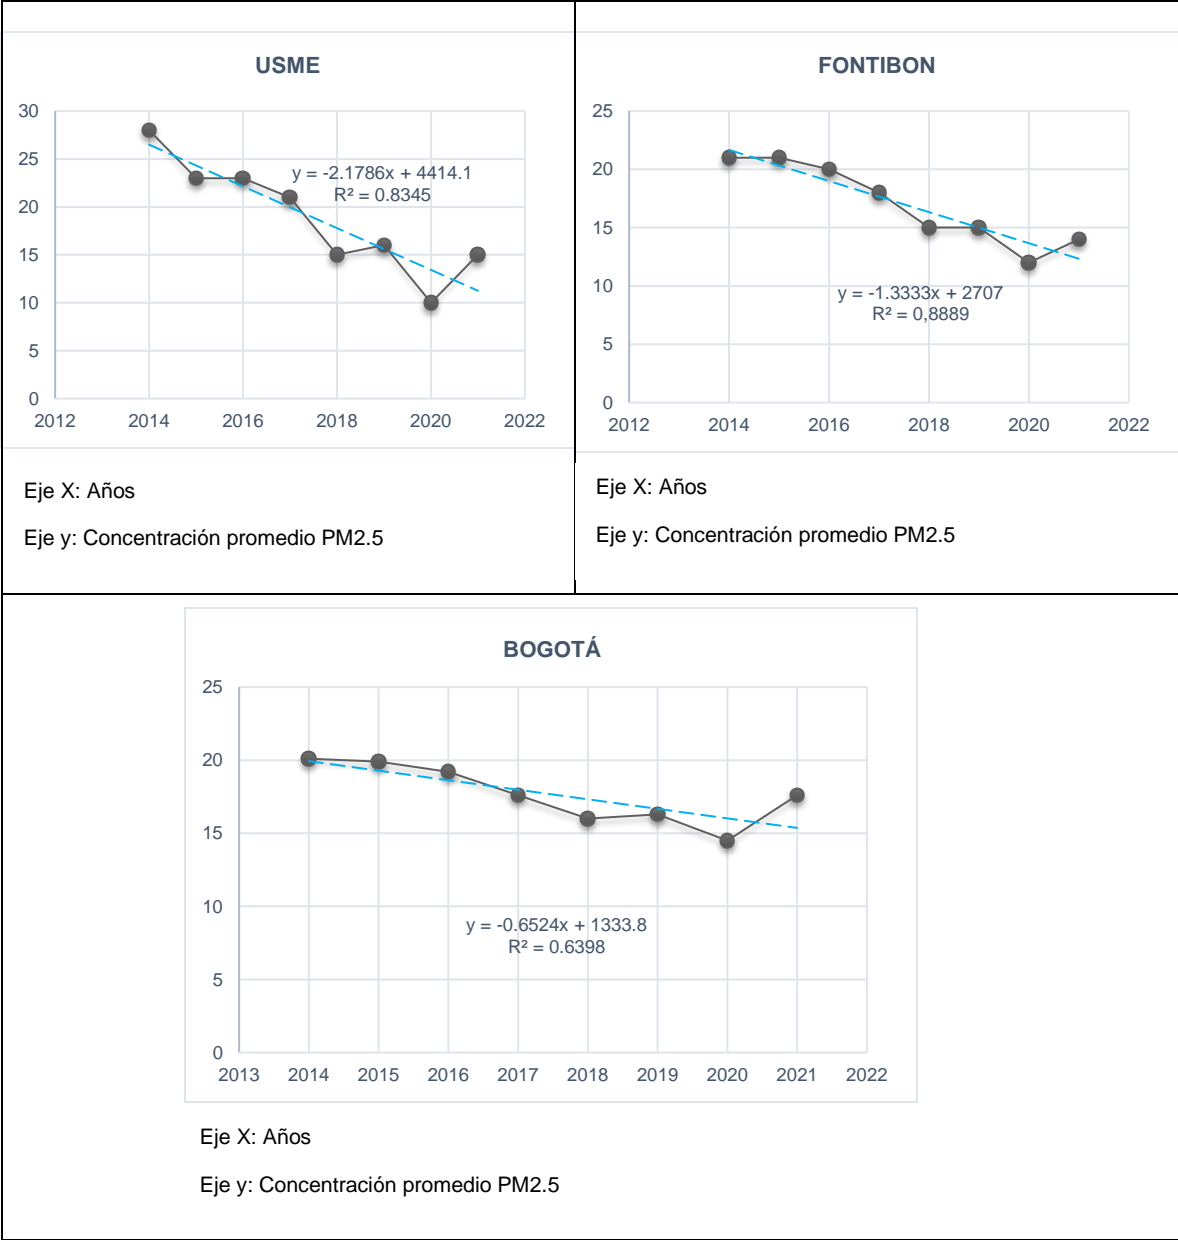 USME
30
25
20
15
10
5
0
y = -2.1786x + 4414.1
R² = 0.8345
2012 2014 2016 2018 2020 2022
Eje X: Años
Eje y: Concentración promedio PM2.5
FONTIBON
25
20
15
10
5
0
y = -1.3333x + 2707
R² = 0,8889
2012 2014 2016 2018 2020 2022
Eje X: Años
Eje y: Concentración promedio PM2.5
BOGOTÁ
25
20
15
10
5
0
y = -0.6524x + 1333.8
R² = 0.6398
2013 2014 2015 2016 2017 2018 2019 2020 2021 2022
Eje X: Años
Eje y: Concentración promedio PM2.5